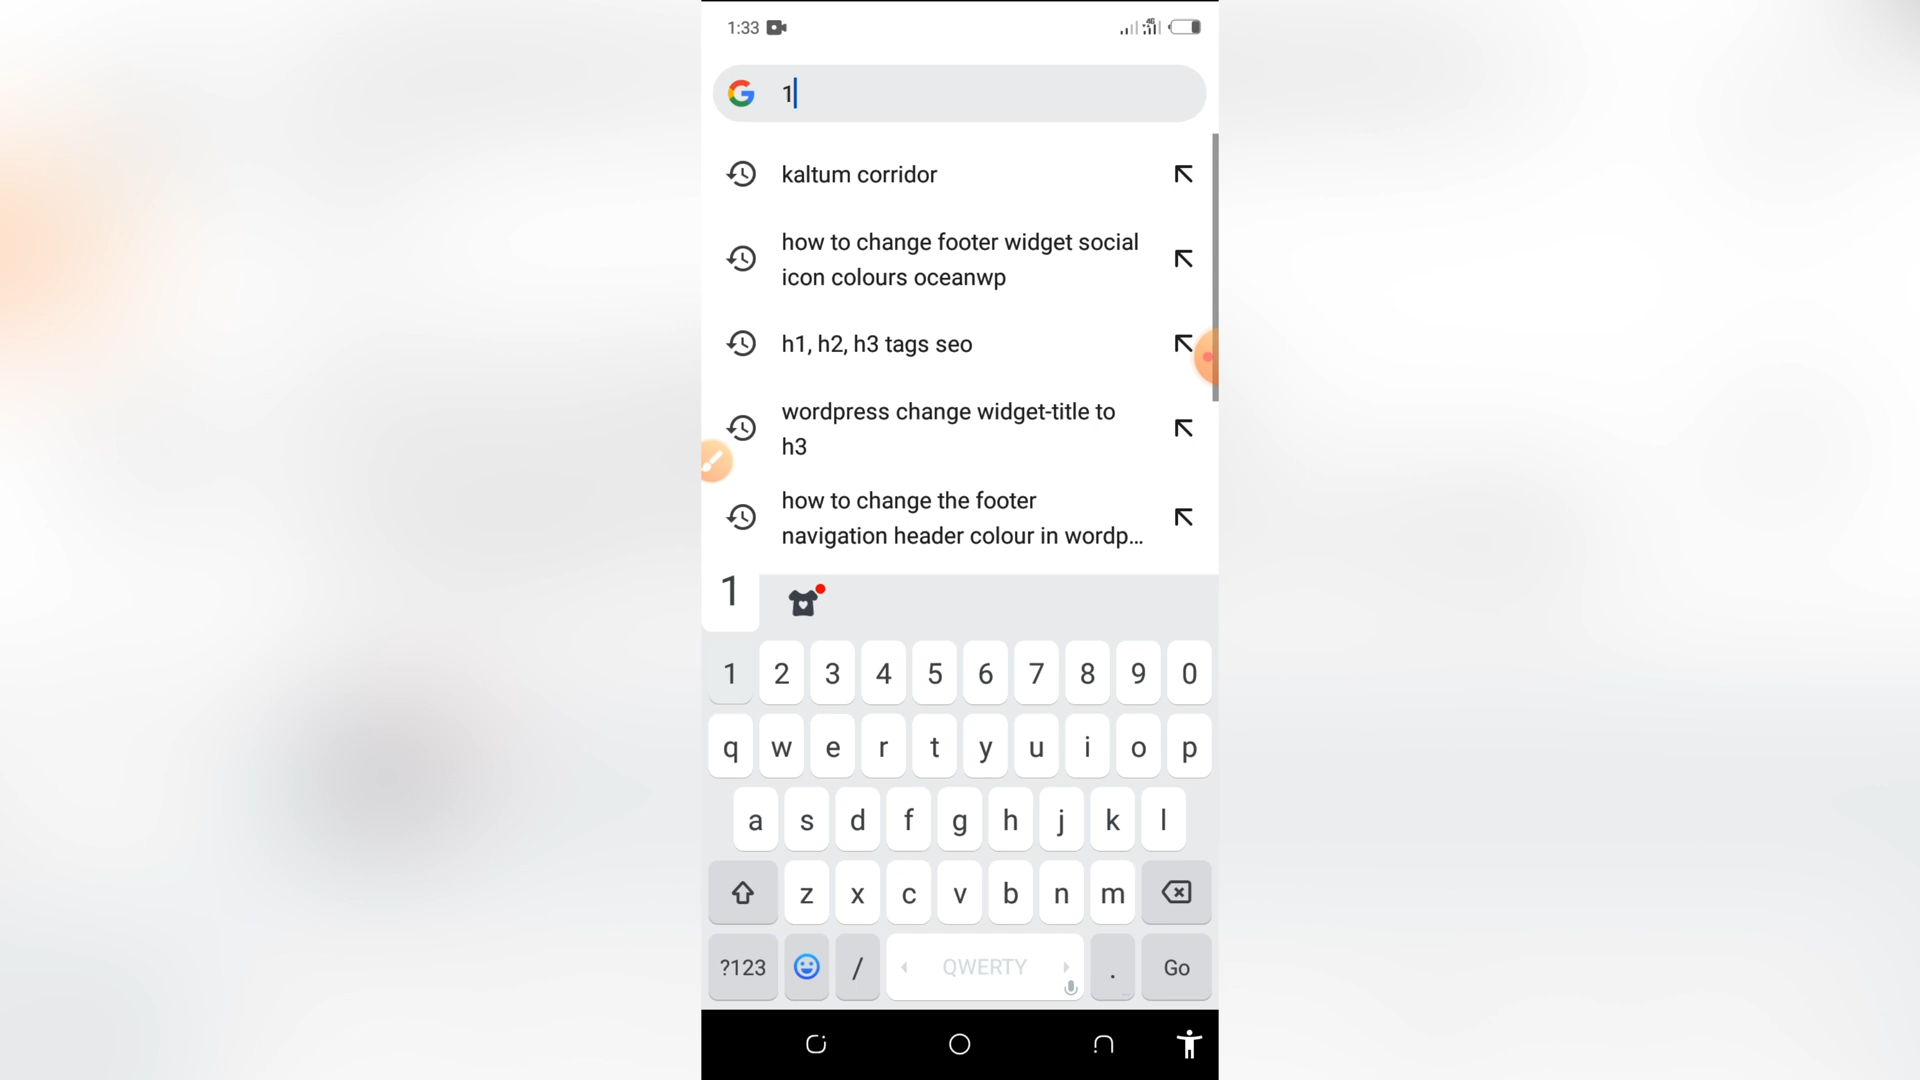 1:33
4G
1
kaltum corridor
how to change footer widget social
icon colours oceanwp
h1, h2, h3 tags seo
wordpress change widget-title to
h3
how to change the footer
navigation header colour in wordp...
1
1 2 3 4 5 6 7 8 9 0
q w e r t y u i o p
a s d f g h j k l
z x c v b n m
?123 / QWERTY . Go